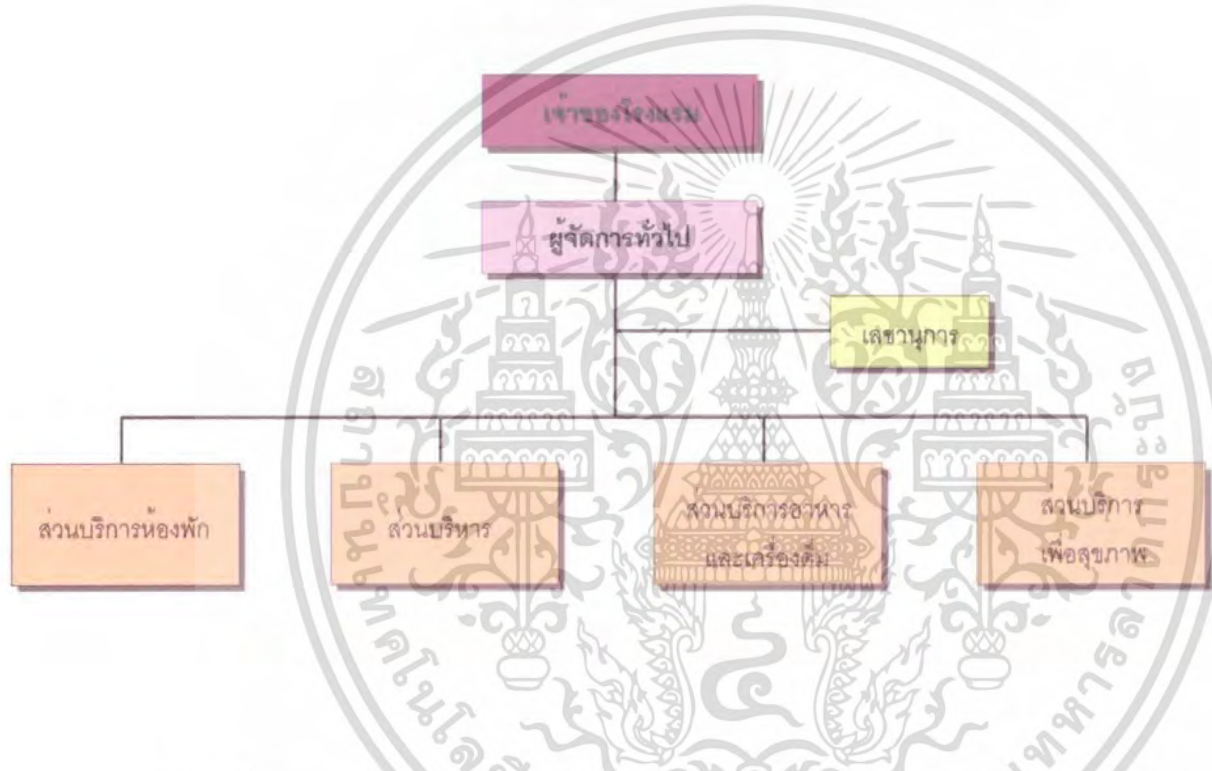 เจ้าของโรงแรม
ผู้จัดการทั่วไป
เลขานุการ
ส่วนบริการห้องพัก
ส่วนบริหาร
ส่วนบริการอาหาร
และเครื่องดื่ม
ส่วนบริการ
เพื่อสุขภาพ